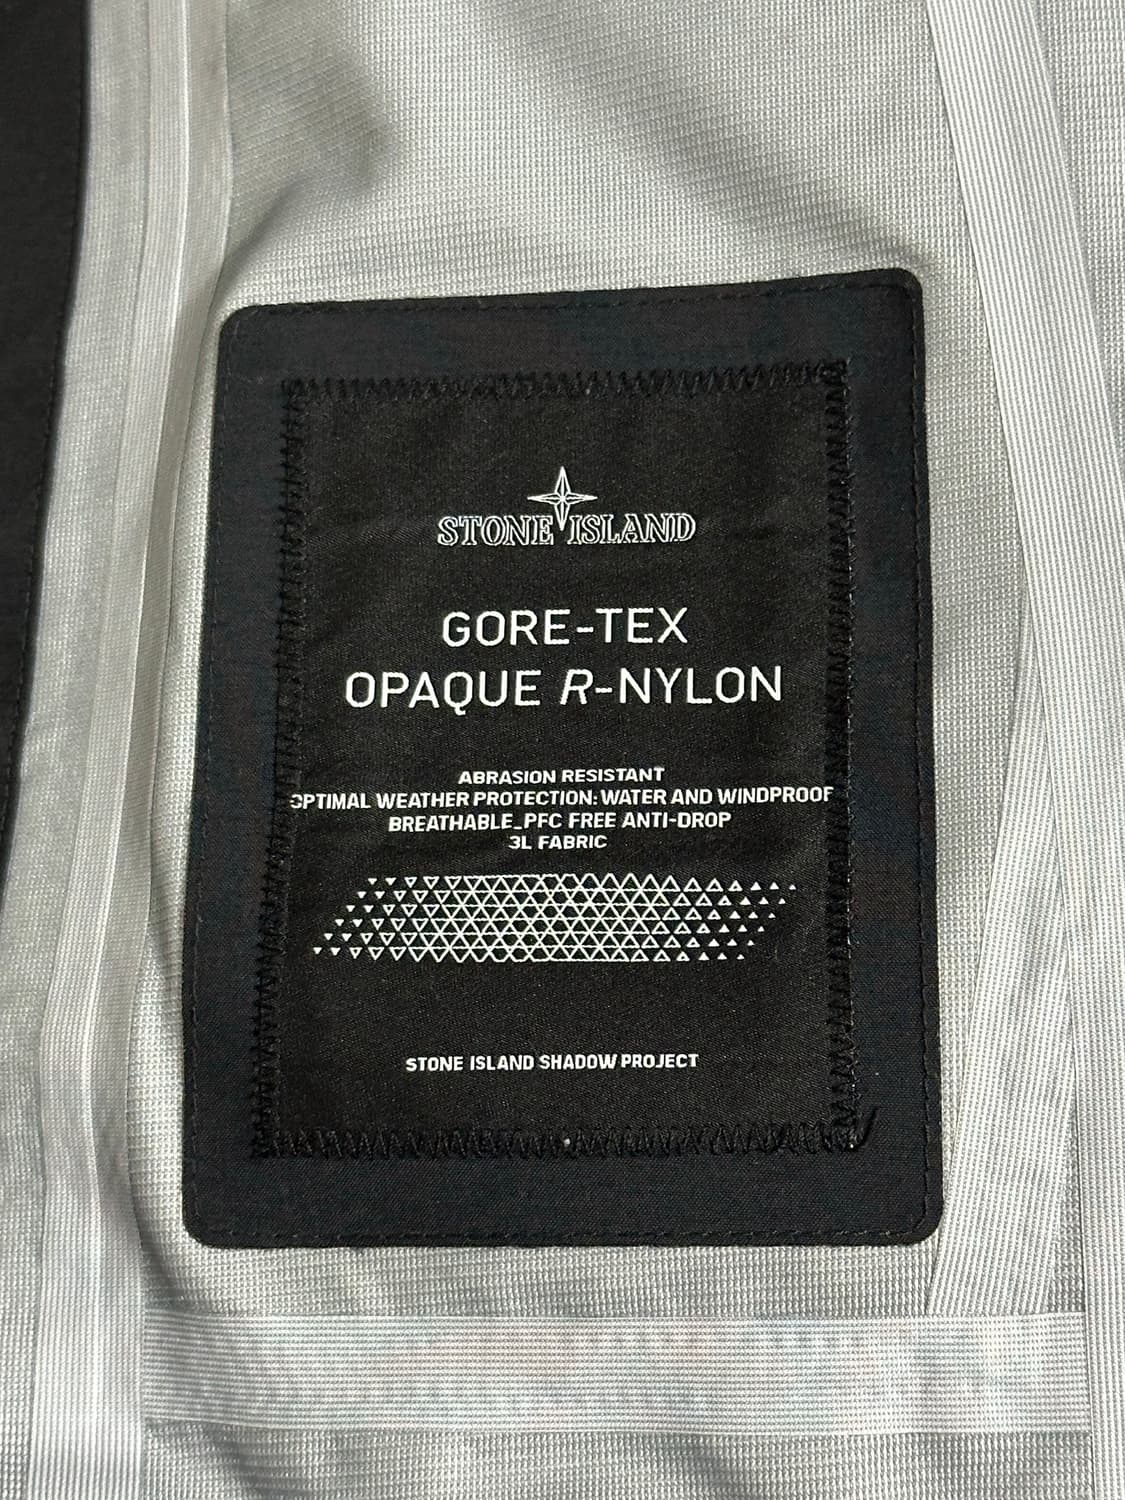 STONE ISLAND
GORE-TEX
OPAQUE R-NYLON
ABRASION RESISTANT
OPTIMAL WEATHER PROTECTION: WATER AND WINDPROOF
BREATHABLE_PFC FREE ANTI-DROP
3L FABRIC
STONE ISLAND SHADOW PROJECT